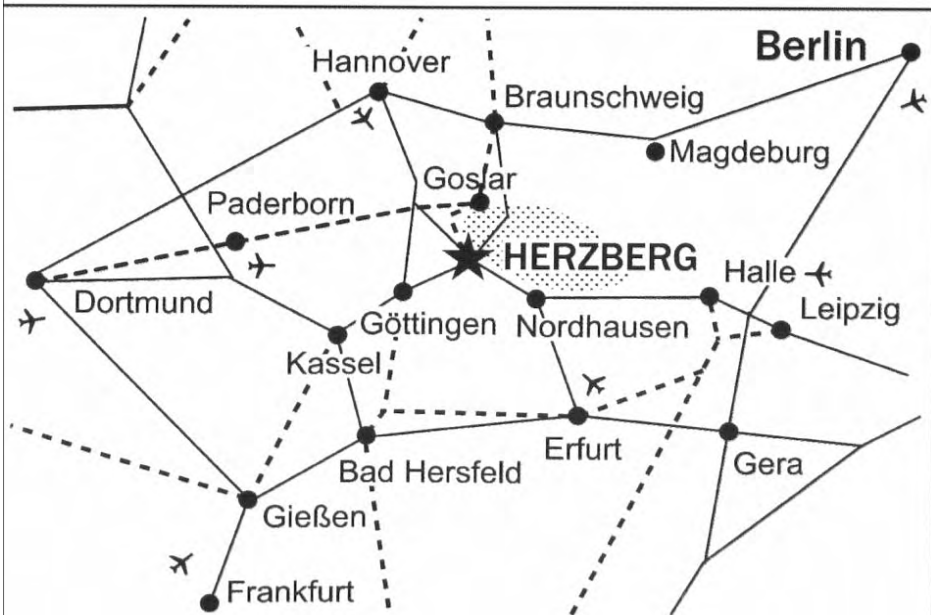 Berlin
Hannover
Braunschweig
Magdeburg
Goslar
Paderborn
HERZBERG
Halle
Leipzig
Dortmund
Göttingen
Nordhausen
Kassel
Bad Hersfeld
Erfurt
Gera
Gießen
Frankfurt